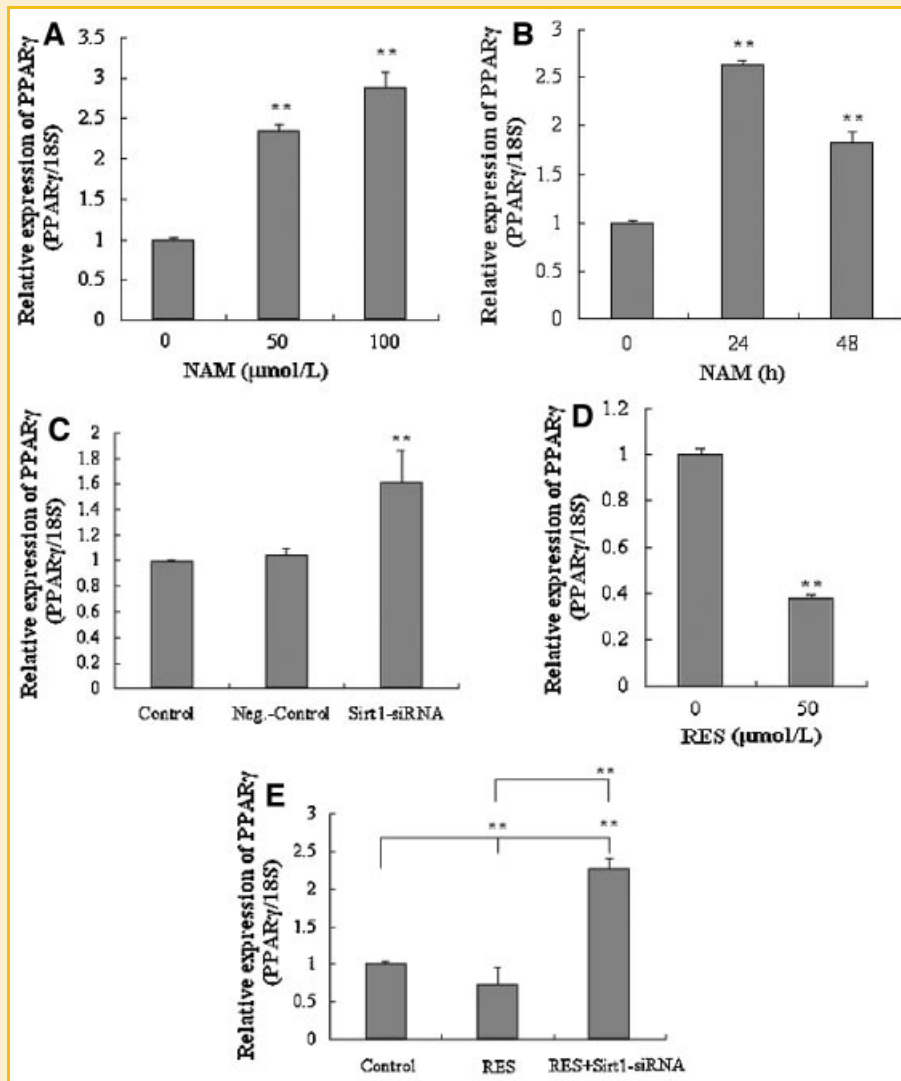 A
Relative expression of PPARγ
(PPARγ/18S)
3.5
3
2.5
2
1.5
1
0.5
0
**
**
0 50 100
NAM (μmol/L)
B
Relative expression of PPARγ
(PPARγ/18S)
3
2.5
2
1.5
1
0.5
0
**
**
0 24 48
NAM (h)
C
Relative expression of PPARγ
(PPARγ/18S)
2
1.8
1.6
1.4
1.2
1
0.8
0.6
0.4
0.2
0
**
Control Neg.-Control Sirt1-siRNA
D
Relative expression of PPARγ
(PPARγ/18S)
1.2
1
0.8
0.6
0.4
0.2
0
**
0 50
RES (μmol/L)
E
Relative expression of PPARγ
(PPARγ/18S)
3
2.5
2
1.5
1
0.5
0
**
** **
Control RES RES+Sirt1-siRNA